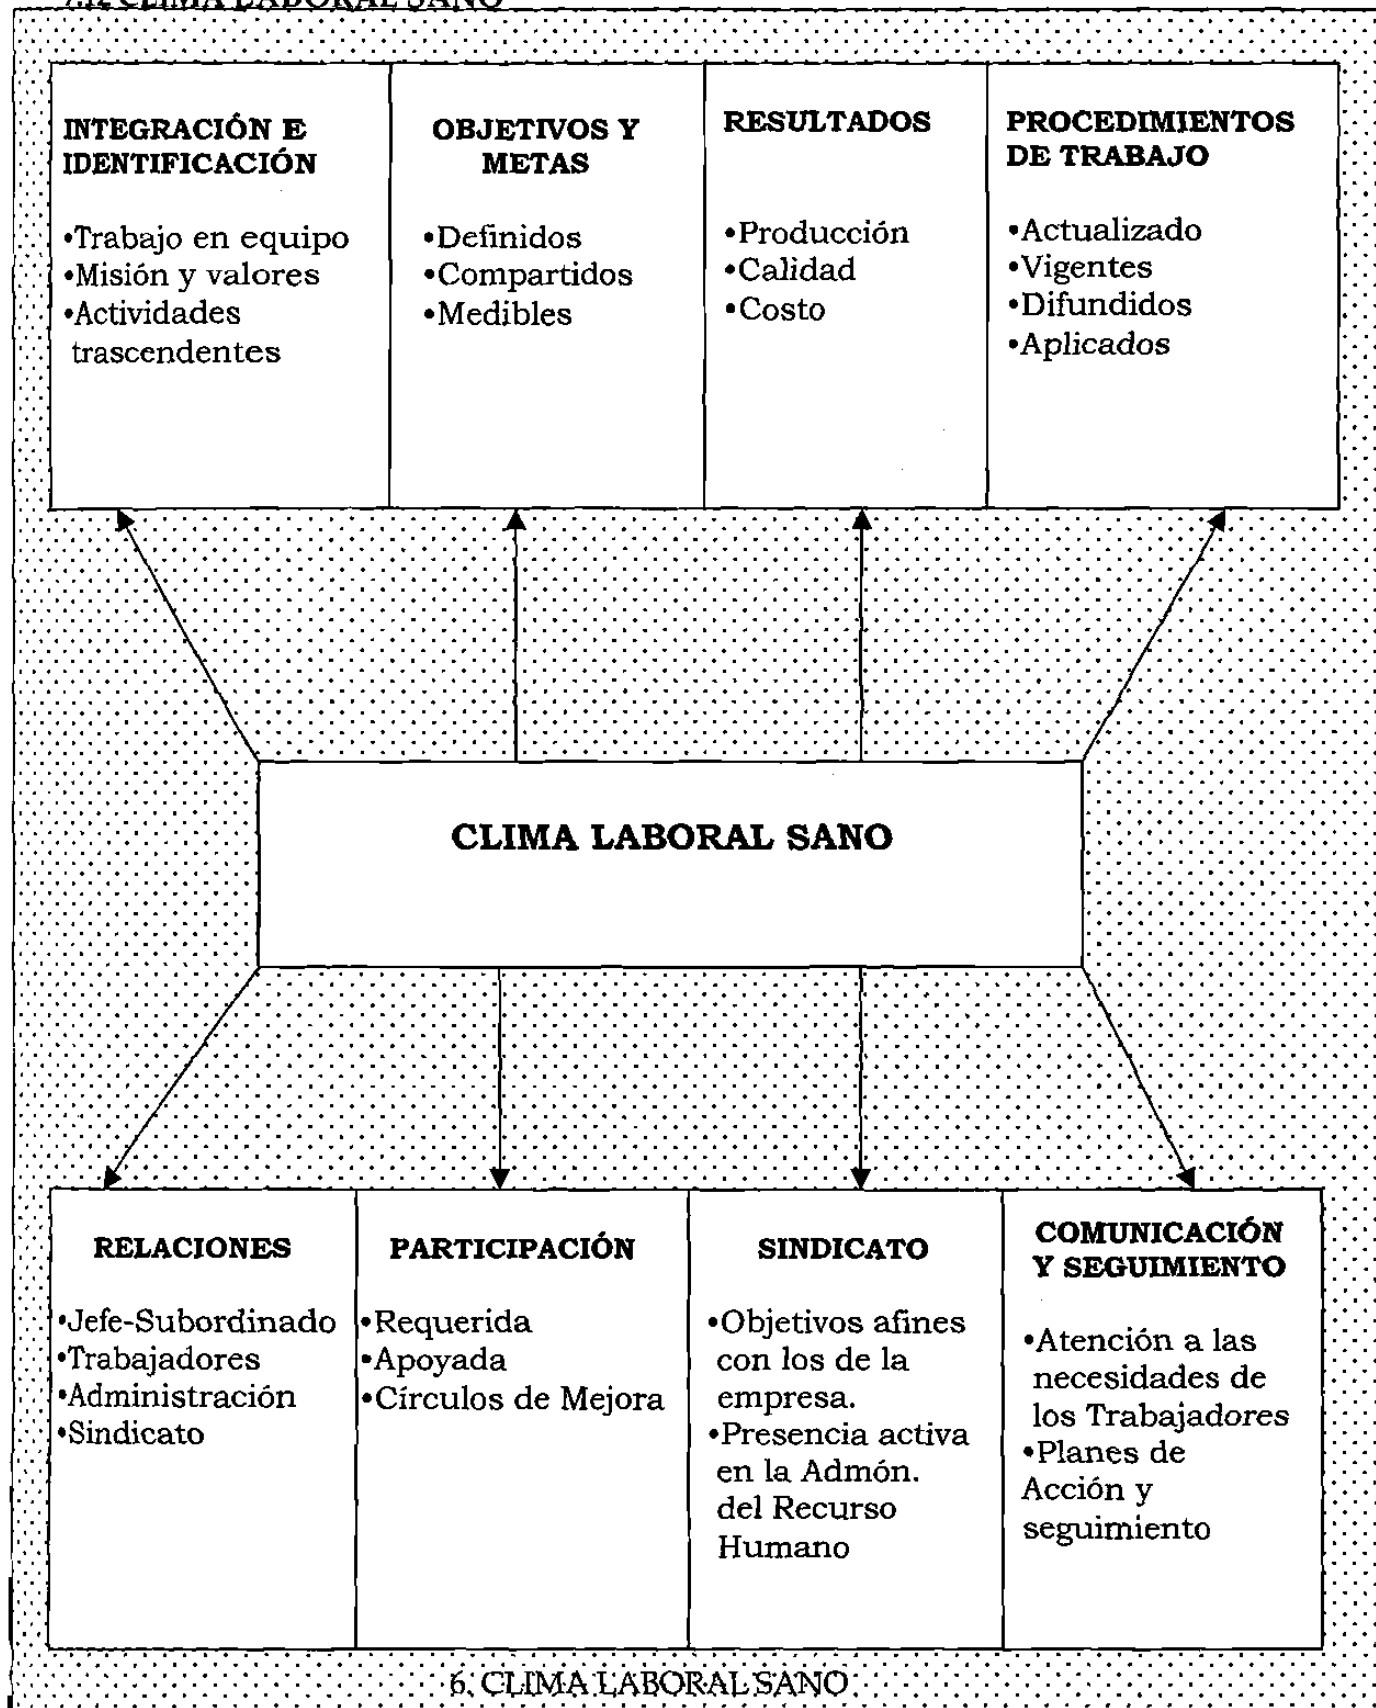 CLIMA LABORAL SANO
INTEGRACIÓN E
IDENTIFICACIÓN
•Trabajo en equipo
•Misión y valores
•Actividades
trascendentes
OBJETIVOS Y
METAS
•Definidos
•Compartidos
•Medibles
RESULTADOS
•Producción
•Calidad
•Costo
PROCEDIMIENTOS
DE TRABAJO
•Actualizado
•Vigentes
•Difundidos
•Aplicados
CLIMA LABORAL SANO
RELACIONES
•Jefe-Subordinado
•Trabajadores
•Administración
•Sindicato
PARTICIPACIÓN
•Requerida
•Apoyada
•Círculos de Mejora
SINDICATO
•Objetivos afines
con los de la
empresa.
•Presencia activa
en la Admón.
del Recurso
Humano
COMUNICACIÓN
Y SEGUIMIENTO
•Atención a las
necesidades de
los Trabajadores
•Planes de
Acción y
seguimiento
6. CLIMA LABORAL SANO